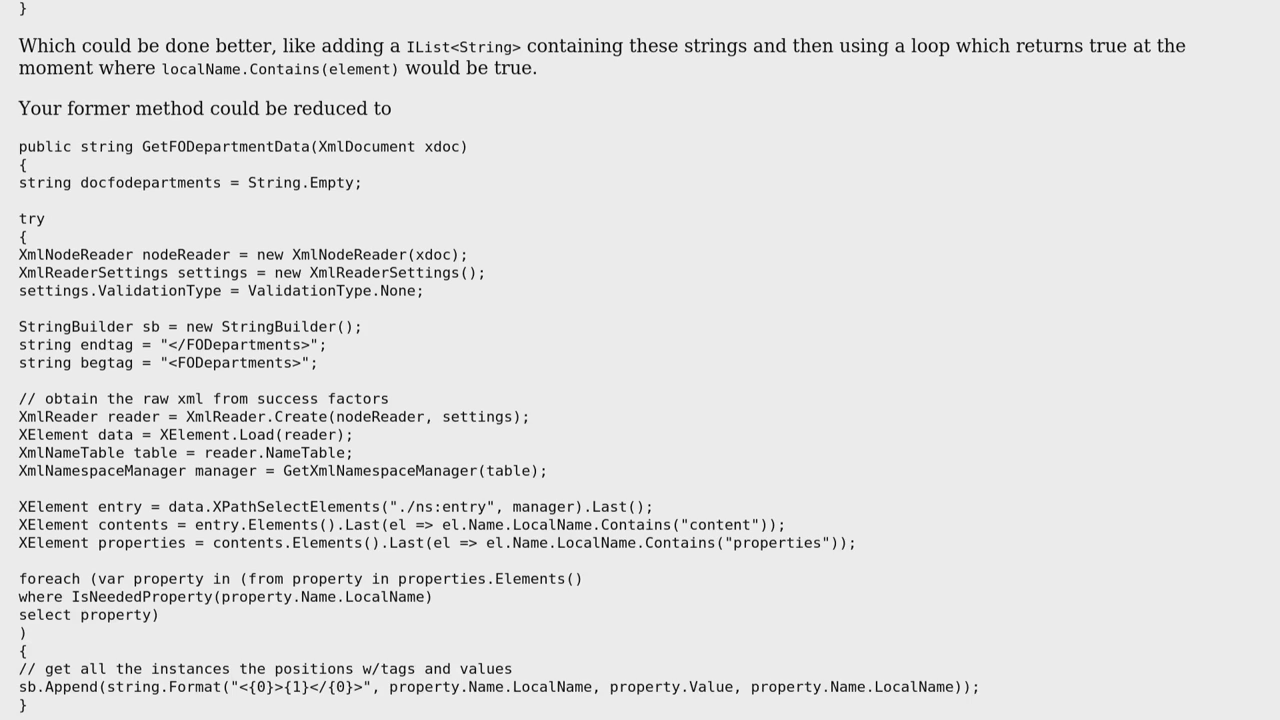 }
Which could be done better, like adding a IList<String> containing these strings and then using a loop which returns true at the
moment where localName.Contains(element) would be true.
Your former method could be reduced to
public string GetFODepartmentData(XmlDocument xdoc)
{
string docfodepartments = String.Empty;
try
{
XmlNodeReader nodeReader = new XmlNodeReader(xdoc);
XmlReaderSettings settings = new XmlReaderSettings();
settings.ValidationType = ValidationType.None;
StringBuilder sb = new StringBuilder();
string endtag = "</FODepartments>";
string begtag = "<FODepartments>";
// obtain the raw xml from success factors
XmlReader reader = XmlReader.Create(nodeReader, settings);
XElement data = XElement.Load(reader);
XmlNameTable table = reader.NameTable;
XmlNamespaceManager manager = GetXmlNamespaceManager(table);
XElement entry = data.XPathSelectElements("./ns:entry", manager).Last();
XElement contents = entry.Elements().Last(el => el.Name.LocalName.Contains("content"));
XElement properties = contents.Elements().Last(el => el.Name.LocalName.Contains("properties"));
foreach (var property in (from property in properties.Elements()
where IsNeededProperty(property.Name.LocalName)
select property)
)
{
// get all the instances the positions w/tags and values
sb.Append(string.Format("<{0}>{1}</{0}>", property.Name.LocalName, property.Value, property.Name.LocalName));
}